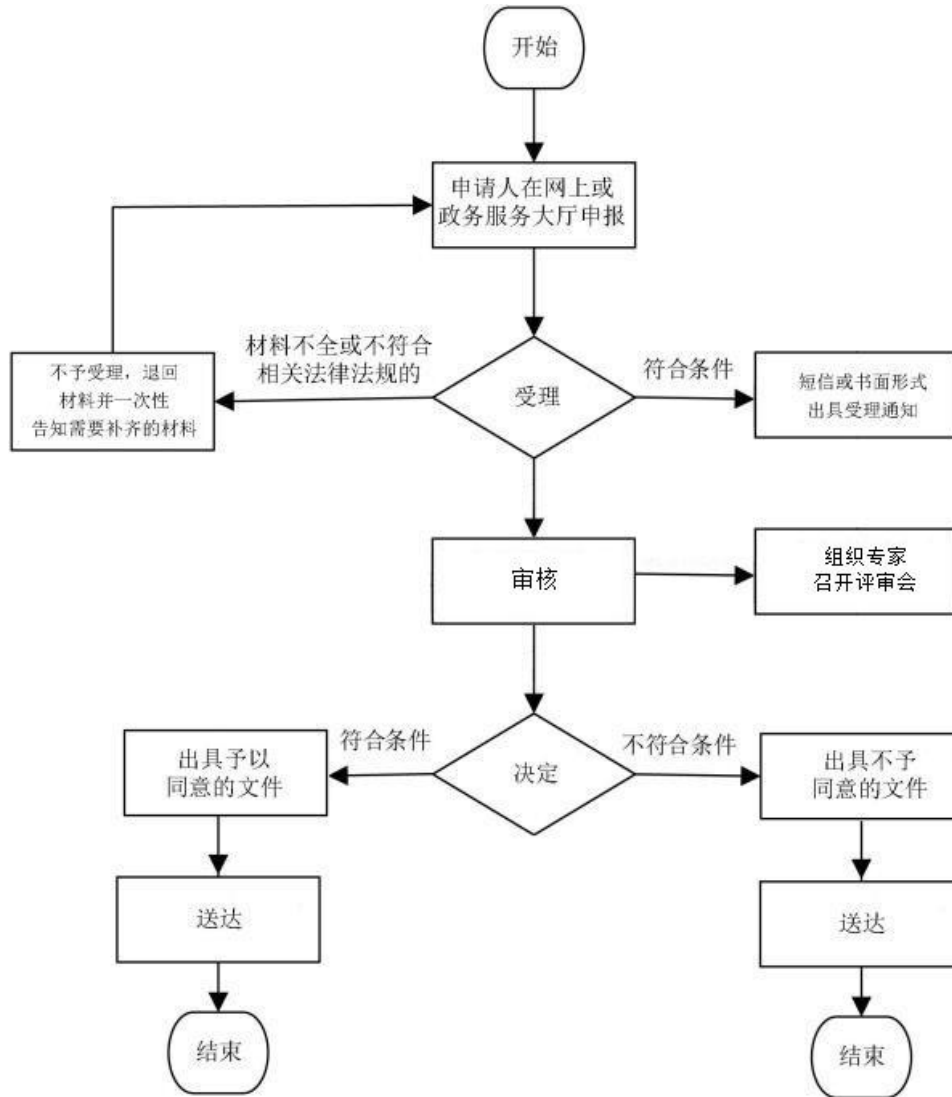 开始
申请人在网上或
政务服务大厅申报
材料不全或不符合
相关法律法规的
符合条件
不予受理，退回
材料并一次性
告知需要补齐的材料
受理
短信或书面形式
出具受理通知
审核
组织专家
召开评审会
符合条件
不符合条件
出具予以
同意的文件
决定
出具不予
同意的文件
送达
送达
结束
结束